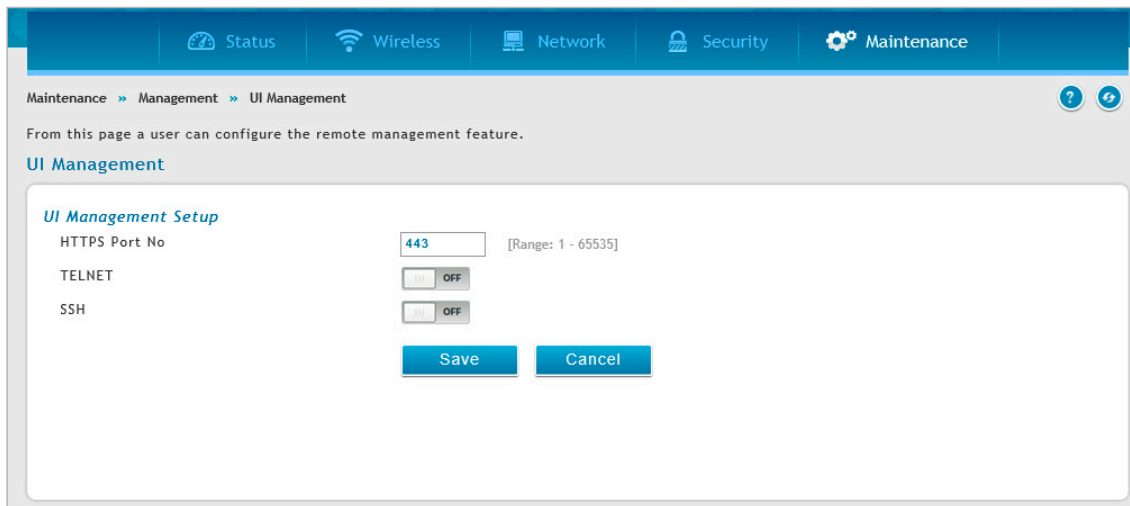 Status Wireless Network Security Maintenance
Maintenance » Management » UI Management ?
From this page a user can configure the remote management feature.
UI Management
UI Management Setup
HTTPS Port No 443 [Range: 1 - 65535]
TELNET OFF
SSH OFF
Save Cancel